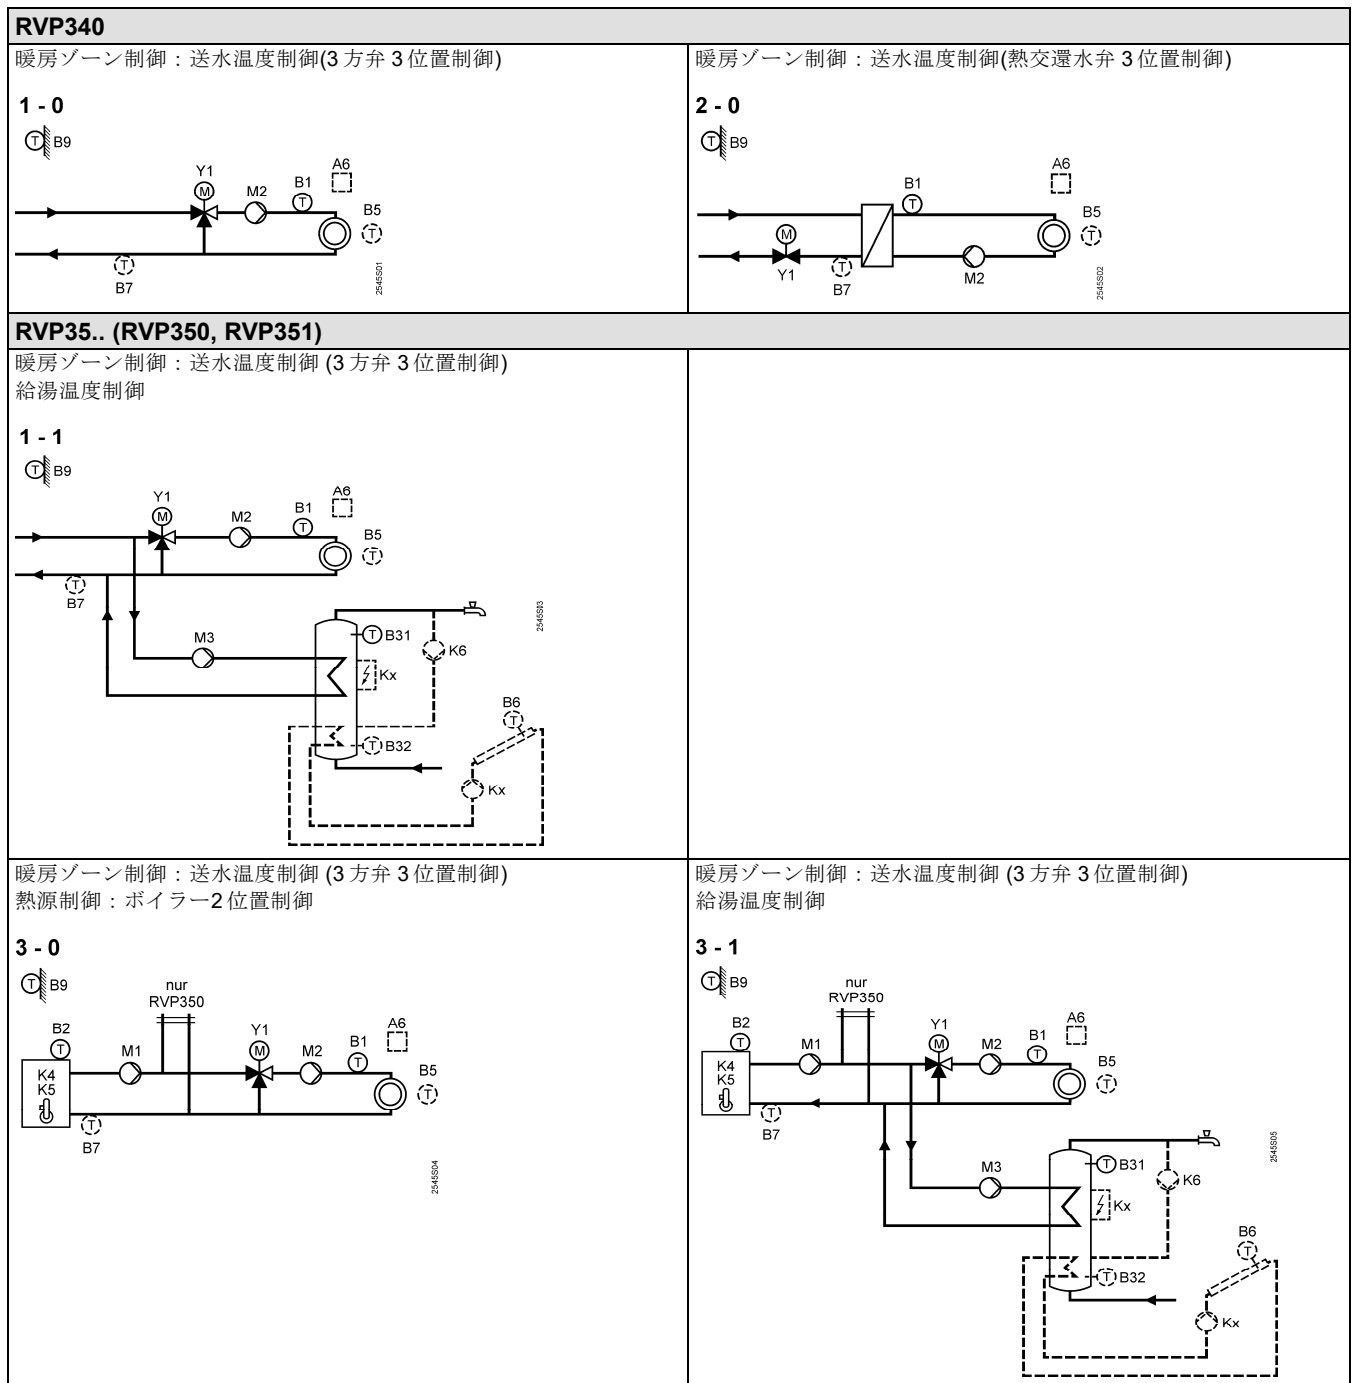 RVP340
暖房ゾーン制御：送水温度制御(3方弁 3位置制御)
1 - 0
T B9
Y1
M
M2
B1
T
A6
B5
T
T
B7
2545S01
暖房ゾーン制御：送水温度制御(熱交還水弁 3位置制御)
2 - 0
T B9
A6
B1
T
B5
T
M
Y1
T
B7
M2
2545S02
RVP35.. (RVP350, RVP351)
暖房ゾーン制御：送水温度制御 (3方弁 3位置制御)
給湯温度制御
1 - 1
T B9
Y1
M
M2
B1
T
A6
B5
T
T
B7
M3
T B31
K6
Kx
B6
T
T B32
Kx
2545S03
暖房ゾーン制御：送水温度制御 (3方弁 3位置制御)
熱源制御：ボイラー2位置制御
3 - 0
T B9
nur
RVP350
B2
T
M1
Y1
M
M2
B1
T
A6
K4
K5
B5
T
T
B7
2545S04
暖房ゾーン制御：送水温度制御 (3方弁 3位置制御)
給湯温度制御
3 - 1
T B9
nur
RVP350
B2
T
M1
Y1
M
M2
B1
T
A6
K4
K5
B5
T
T
B7
M3
T B31
K6
Kx
B6
T
T B32
Kx
2545S05